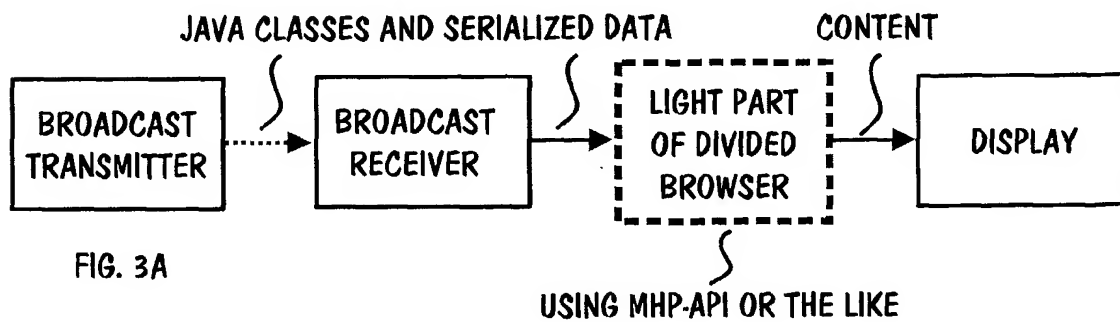 JAVA CLASSES AND SERIALIZED DATA
CONTENT
BROADCAST
TRANSMITTER
BROADCAST
RECEIVER
LIGHT PART
OF DIVIDED
BROWSER
DISPLAY
FIG. 3A
USING MHP-API OR THE LIKE